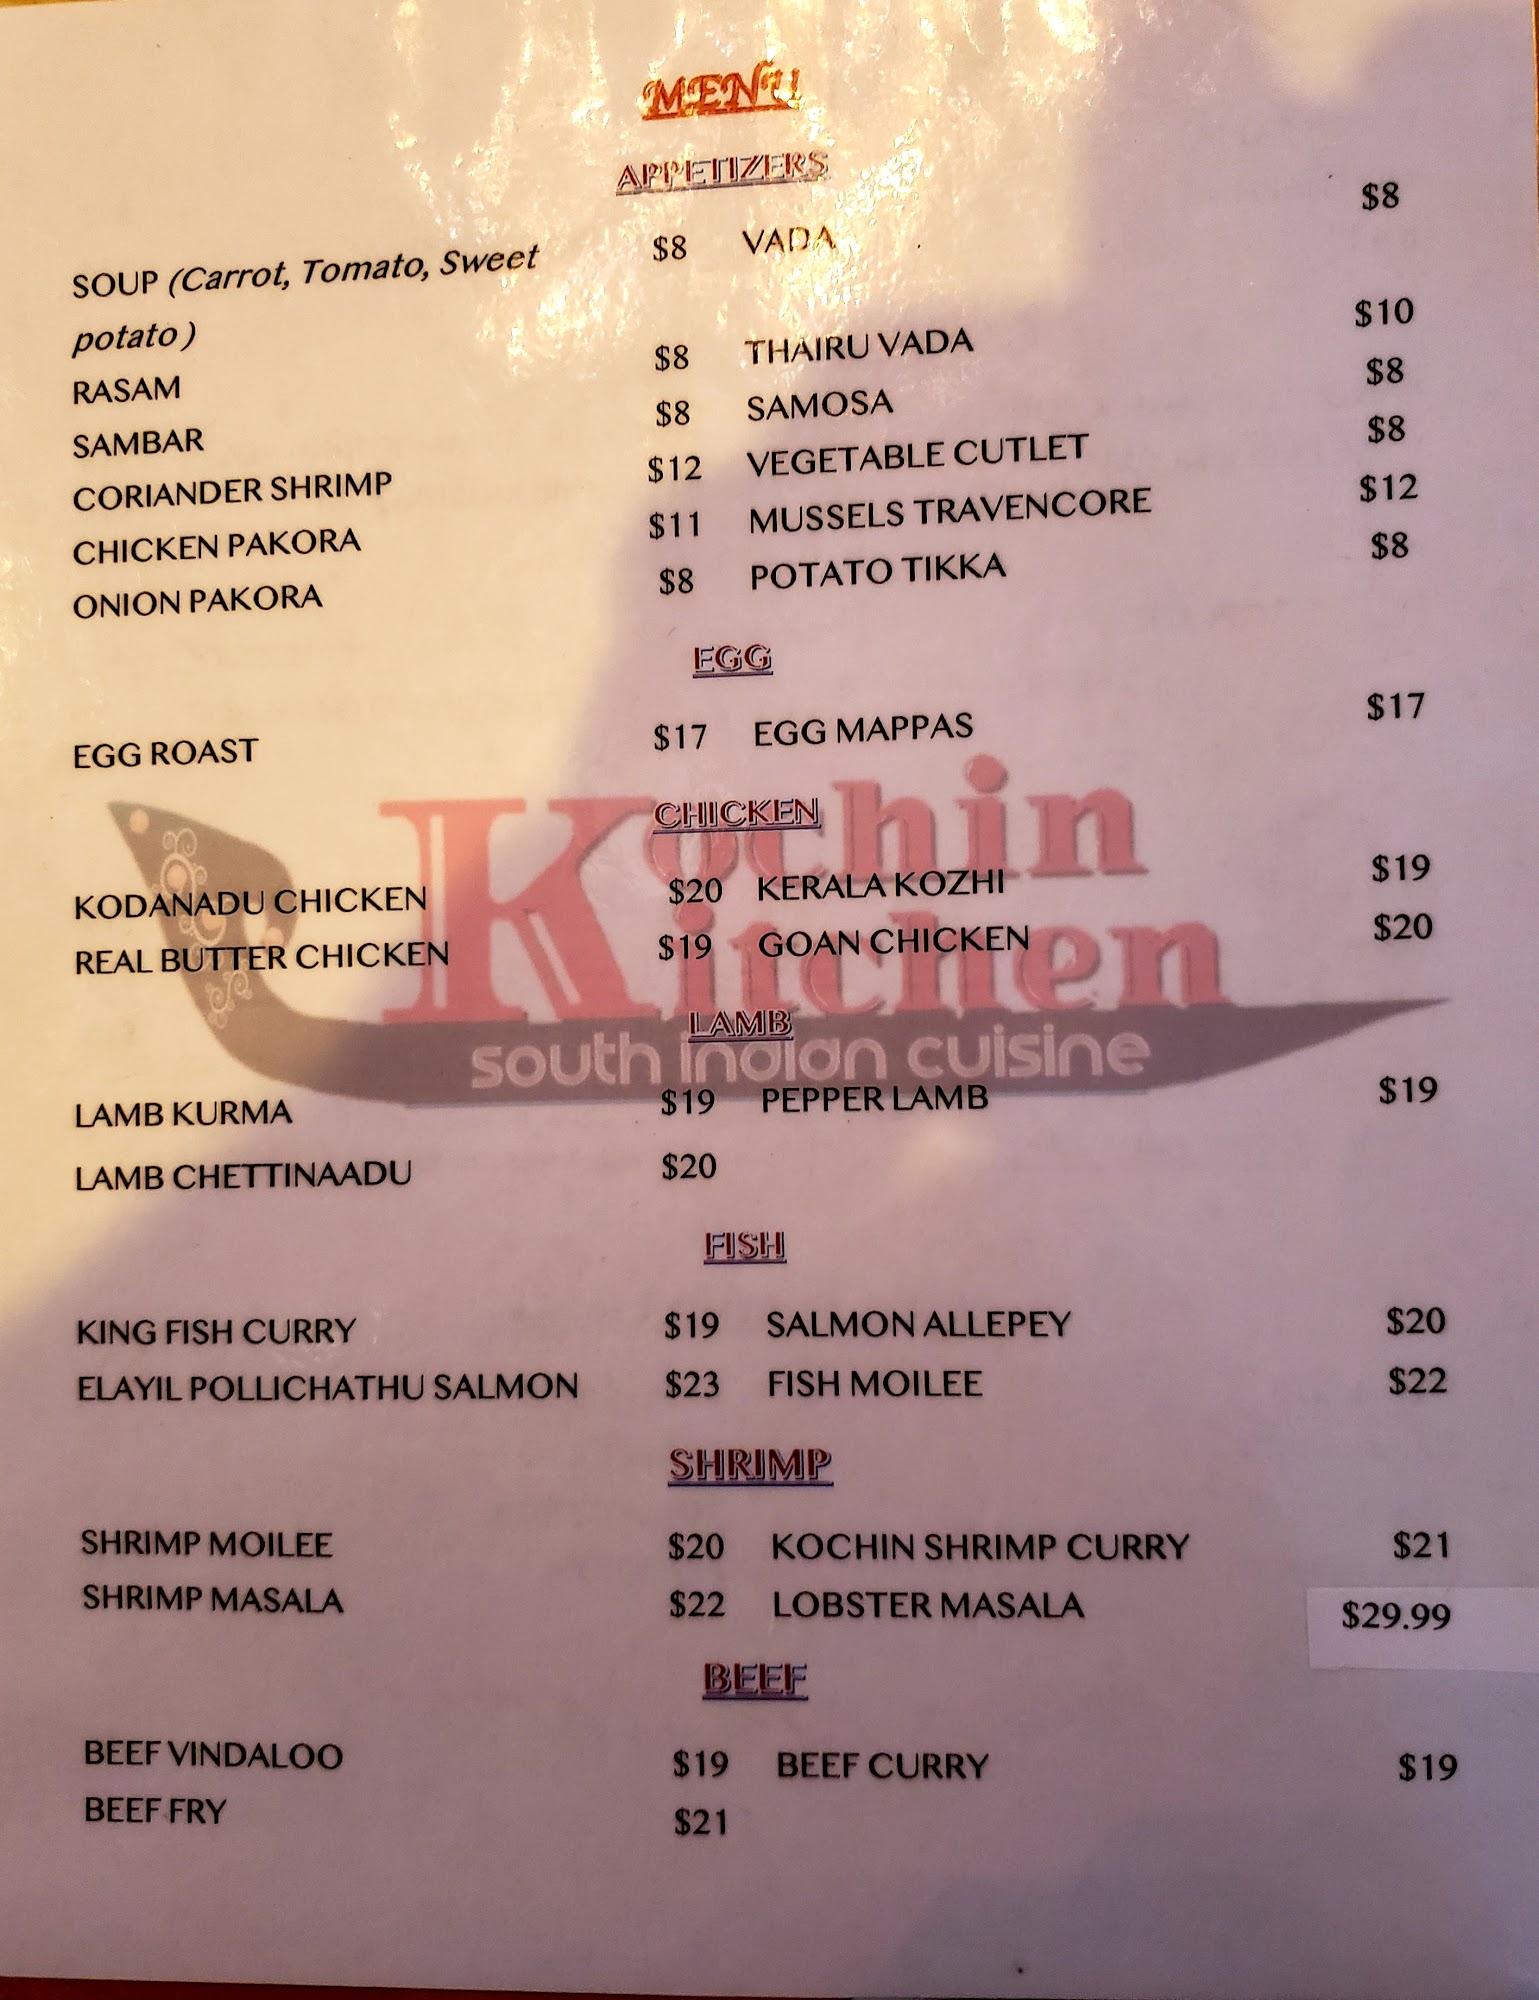 MENU
APPETIZERS
SOUP (Carrot, Tomato, Sweet potato) $8 VADA $8
RASAM $8 THAIRU VADA $10
SAMBAR $8 SAMOSA $8
CORIANDER SHRIMP $12 VEGETABLE CUTLET $8
CHICKEN PAKORA $11 MUSSELS TRAVENCORE $12
ONION PAKORA $8 POTATO TIKKA $8
EGG
EGG ROAST $17 EGG MAPPAS $17
Kochin Kitchen
south indian cuisine
CHICKEN
KODANADU CHICKEN $20 KERALA KOZHI $19
REAL BUTTER CHICKEN $19 GOAN CHICKEN $20
LAMB
LAMB KURMA $19 PEPPER LAMB $19
LAMB CHETTINAADU $20
FISH
KING FISH CURRY $19 SALMON ALLEPEY $20
ELAYIL POLLICHATHU SALMON $23 FISH MOILEE $22
SHRIMP
SHRIMP MOILEE $20 KOCHIN SHRIMP CURRY $21
SHRIMP MASALA $22 LOBSTER MASALA $29.99
BEEF
BEEF VINDALOO $19 BEEF CURRY $19
BEEF FRY $21